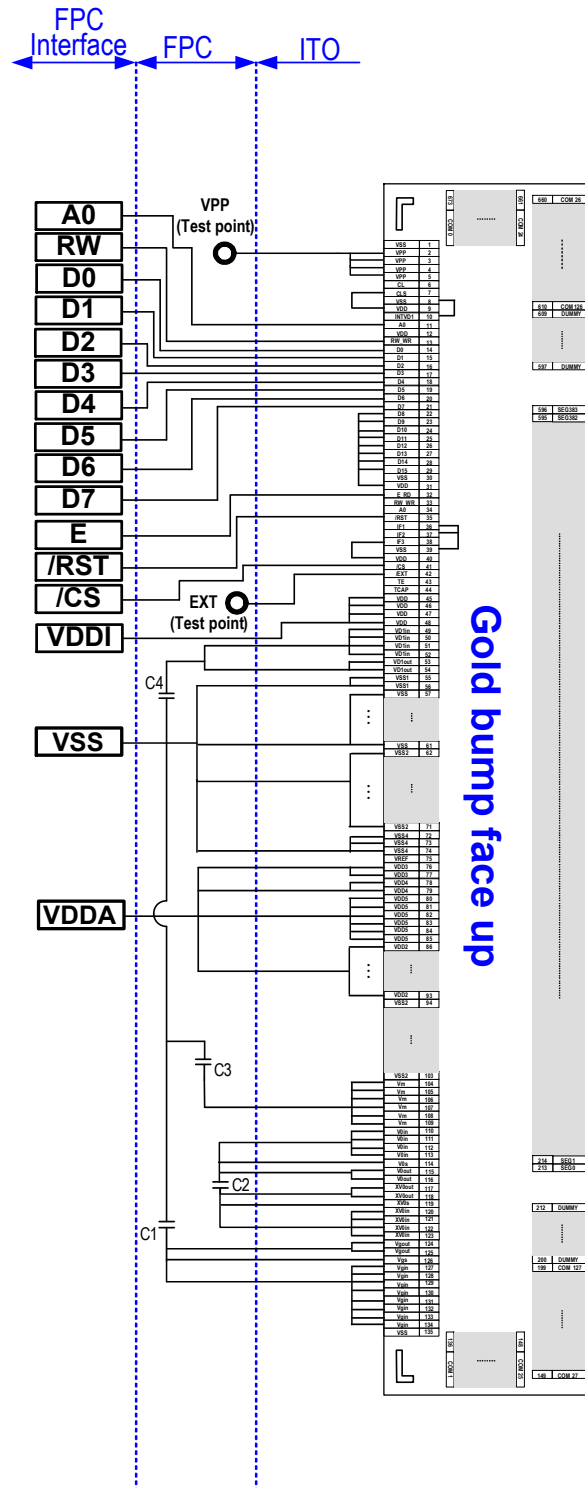 FPC
Interface
FPC
ITO
VPP
(Test point)
A0
RW
D0
D1
D2
D3
D4
D5
D6
D7
E
/RST
/CS
VDDI
VSS
VDDA
EXT
(Test point)
C4
C3
C2
C1
Gold bump face up
VSS 1
VPP 2
VPP 3
VPP 4
VPP 5
CL 6
CLS 7
VSS 8
VDD 9
INTVD1 10
A0 11
VDD 12
RW_WR 13
D0 14
D1 15
D2 16
D3 17
D4 18
D5 19
D6 20
D7 21
D8 22
D9 23
D10 24
D11 25
D12 26
D13 27
D14 28
D15 29
VSS 30
VDD 31
E_RD 32
RW_WR 33
A0 34
/RST 35
IF1 36
IF2 37
IF3 38
VSS 39
VDD 40
/CS 41
/EXT 42
TE 43
TCAP 44
VDD 45
VDD 46
VDD 47
VDD 48
VD1in 49
VD1in 50
VD1in 51
VD1in 52
VD1out 53
VD1out 54
VSS1 55
VSS1 56
VSS 57
VSS 61
VSS2 62
VSS2 71
VSS4 72
VSS4 73
VSS4 74
VREF 75
VDD3 76
VDD3 77
VDD4 78
VDD4 79
VDD5 80
VDD5 81
VDD5 82
VDD5 83
VDD5 84
VDD5 85
VDD2 86
VDD2 93
VSS2 94
VSS2 103
Vm 104
Vm 105
Vm 106
Vm 107
Vm 108
Vm 109
V0in 110
V0in 111
V0in 112
V0in 113
V0s 114
V0out 115
V0out 116
XV0out 117
XV0out 118
XV0s 119
XV0in 120
XV0in 121
XV0in 122
XV0in 123
Vgout 124
Vgout 125
Vgs 126
Vgin 127
Vgin 128
Vgin 129
Vgin 130
Vgin 131
Vgin 132
Vgin 133
Vgin 134
VSS 135
673 COM 0
661 COM 24
136 COM 1
148 COM 25
660 COM 26
610 COM 126
609 DUMMY
597 DUMMY
596 SEG383
595 SEG382
214 SEG1
213 SEG0
212 DUMMY
200 DUMMY
199 COM 127
149 COM 27